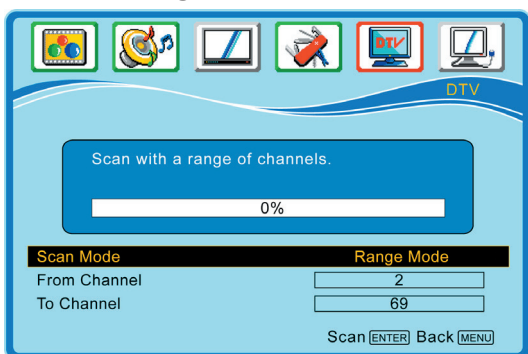 DTV
DTV
Scan with a range of channels.
0%
Scan Mode Range Mode
From Channel 2
To Channel 69
Scan ENTER Back MENU